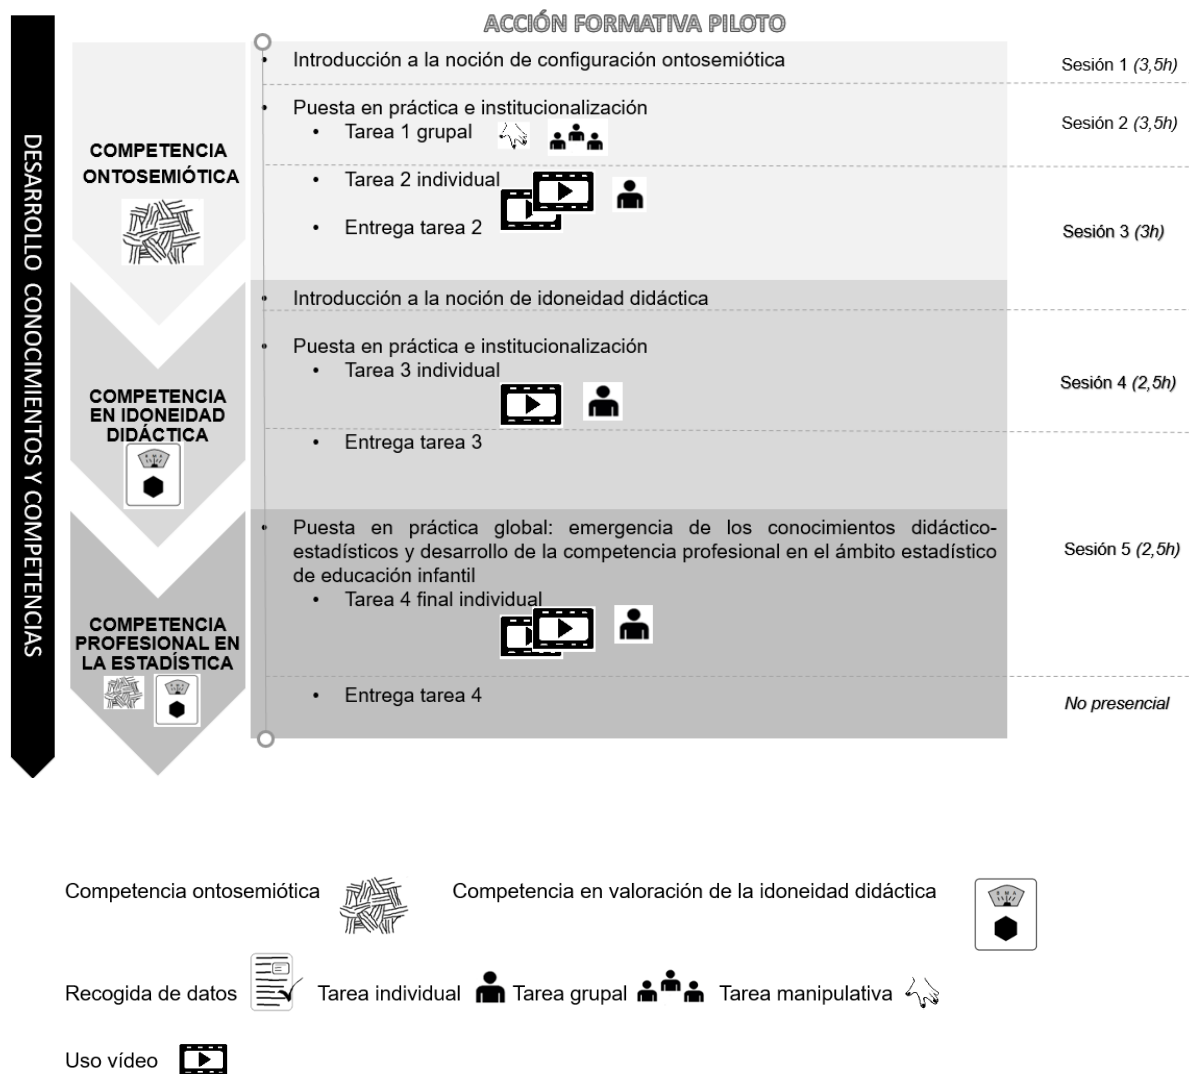 ACCIÓN FORMATIVA PILOTO
DESARROLLO CONOCIMIENTOS Y COMPETENCIAS
COMPETENCIA
ONTOSEMIÓTICA
• Introducción a la noción de configuración ontosemiótica
Sesión 1 (3,5h)
• Puesta en práctica e institucionalización
• Tarea 1 grupal
Sesión 2 (3,5h)
• Tarea 2 individual
• Entrega tarea 2
Sesión 3 (3h)
• Introducción a la noción de idoneidad didáctica
COMPETENCIA
EN IDONEIDAD
DIDÁCTICA
• Puesta en práctica e institucionalización
• Tarea 3 individual
Sesión 4 (2,5h)
• Entrega tarea 3
• Puesta en práctica global: emergencia de los conocimientos didáctico-
estadísticos y desarrollo de la competencia profesional en el ámbito estadístico
de educación infantil
Sesión 5 (2,5h)
• Tarea 4 final individual
COMPETENCIA
PROFESIONAL EN
LA ESTADÍSTICA
• Entrega tarea 4
No presencial
Competencia ontosemiótica
Competencia en valoración de la idoneidad didáctica
Recogida de datos
Tarea individual
Tarea grupal
Tarea manipulativa
Uso vídeo